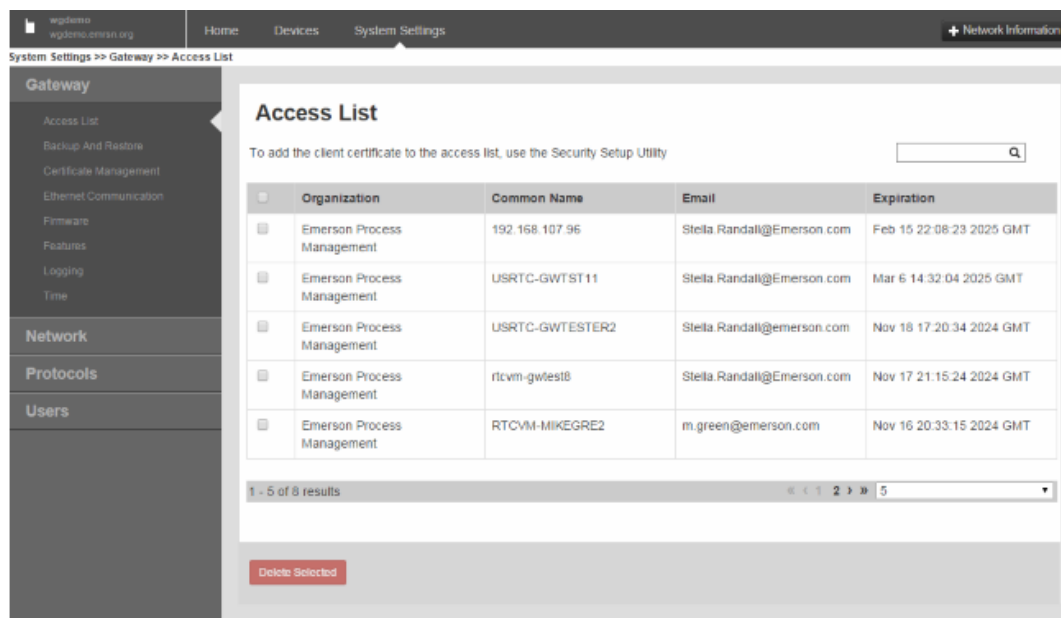 wgdemo
wgdemo.emrsn.org
Home Devices System Settings
Network Information
System Settings >> Gateway >> Access List
Gateway
Access List
Backup And Restore
Certificate Management
Ethernet Communication
Firmware
Features
Logging
Time
Network
Protocols
Users
Access List
To add the client certificate to the access list, use the Security Setup Utility
Organization Common Name Email Expiration
Emerson Process 192.168.107.96 Stella.Randall@Emerson.com Feb 15 22:08:23 2025 GMT
Management
Emerson Process USRTC-GWTST11 Stella.Randall@Emerson.com Mar 6 14:32:04 2025 GMT
Management
Emerson Process USRTC-GWTESTER2 Stella.Randall@emerson.com Nov 18 17:20:34 2024 GMT
Management
Emerson Process rtcvm-gwtest8 Stella.Randall@Emerson.com Nov 17 21:15:24 2024 GMT
Management
Emerson Process RTCVM-MIKEGRE2 m.green@emerson.com Nov 16 20:33:15 2024 GMT
Management
1 - 5 of 8 results « ‹ 1 2 › » 5
Delete Selected